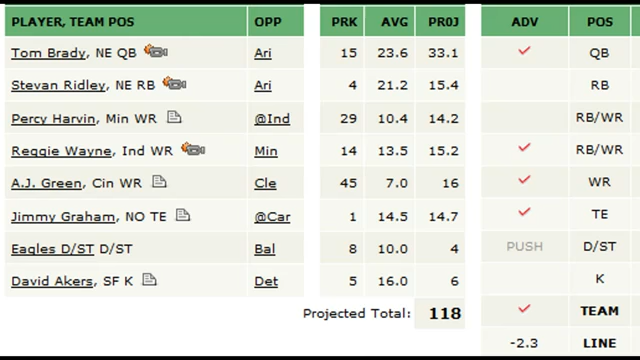 PLAYER, TEAM POS OPP PRK AVG PROJ ADV POS
Tom Brady, NE QB Ari 15 23.6 33.1 QB
Stevan Ridley, NE RB Ari 4 21.2 15.4 RB
Percy Harvin, Min WR @Ind 29 10.4 14.2 RB/WR
Reggie Wayne, Ind WR Min 14 13.5 15.2 RB/WR
A.J. Green, Cin WR Cle 45 7.0 16 WR
Jimmy Graham, NO TE @Car 1 14.5 14.7 TE
Eagles D/ST D/ST Bal 8 10.0 4 PUSH D/ST
David Akers, SF K Det 5 16.0 6 K
Projected Total: 118 TEAM
-2.3 LINE